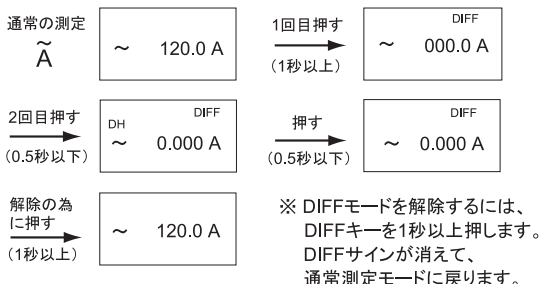 通常の測定
~
A
~ 120.0 A
1回目押す
(1秒以上)
DIFF
~ 000.0 A
2回目押す
(0.5秒以下)
DH DIFF
~ 0.000 A
押す
(0.5秒以下)
DIFF
~ 0.000 A
解除の為
に押す
(1秒以上)
~ 120.0 A
※ DIFFモードを解除するには、
DIFFキーを1秒以上押します。
DIFFサインが消えて、
通常測定モードに戻ります。